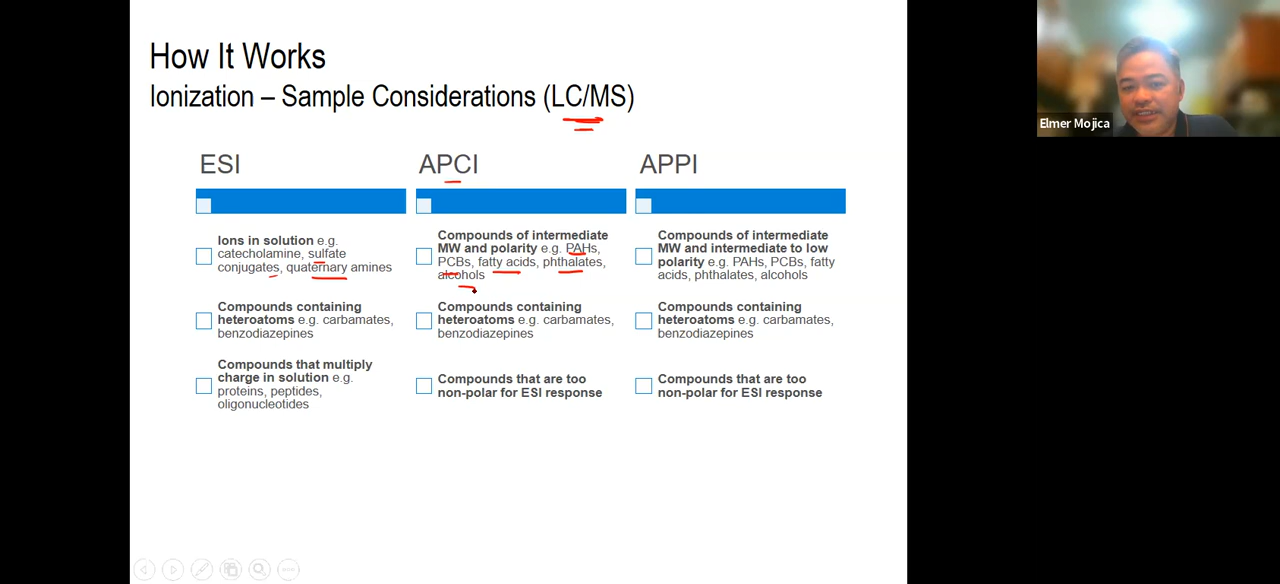 How It Works
Ionization – Sample Considerations (LC/MS)
Elmer Mojica
ESI
Ions in solution e.g.
catecholamine, sulfate
conjugates, quaternary amines
Compounds containing
heteroatoms e.g. carbamates,
benzodiazepines
Compounds that multiply
charge in solution e.g.
proteins, peptides,
oligonucleotides
APCI
Compounds of intermediate
MW and polarity e.g. PAHs,
PCBs, fatty acids, phthalates,
alcohols
Compounds containing
heteroatoms e.g. carbamates,
benzodiazepines
Compounds that are too
non-polar for ESI response
APPI
Compounds of intermediate
MW and intermediate to low
polarity e.g. PAHs, PCBs, fatty
acids, phthalates, alcohols
Compounds containing
heteroatoms e.g. carbamates,
benzodiazepines
Compounds that are too
non-polar for ESI response